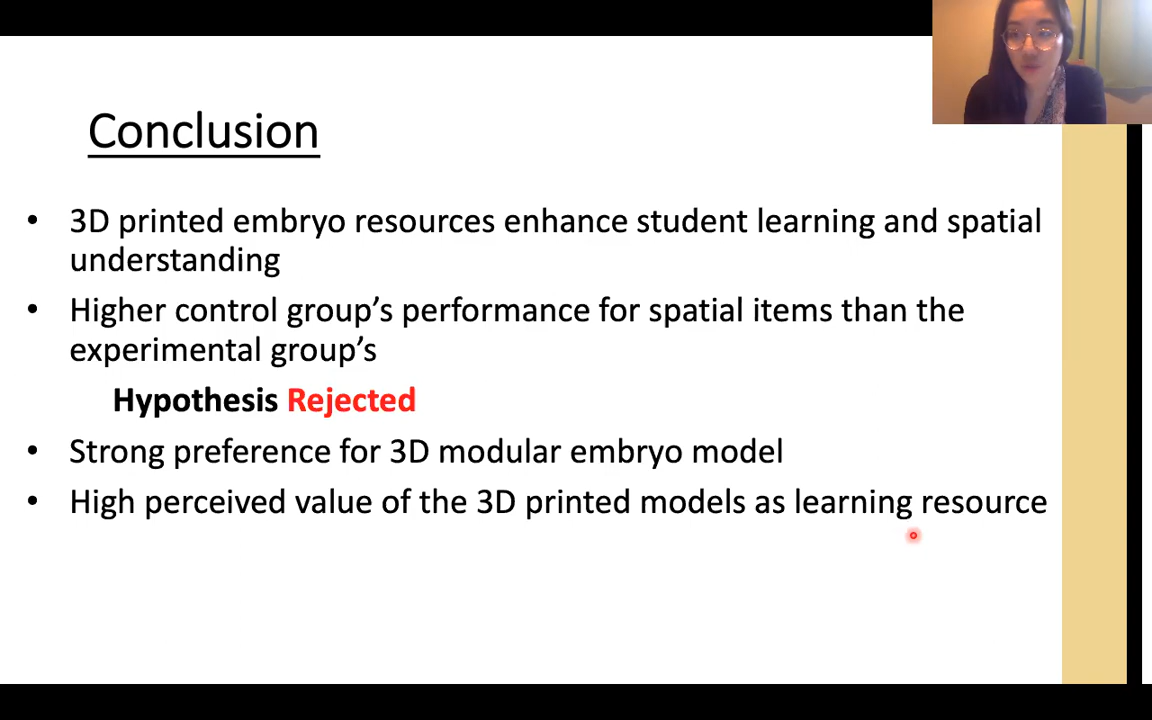 Conclusion
• 3D printed embryo resources enhance student learning and spatial
understanding
• Higher control group’s performance for spatial items than the
experimental group’s
Hypothesis Rejected
• Strong preference for 3D modular embryo model
• High perceived value of the 3D printed models as learning resource